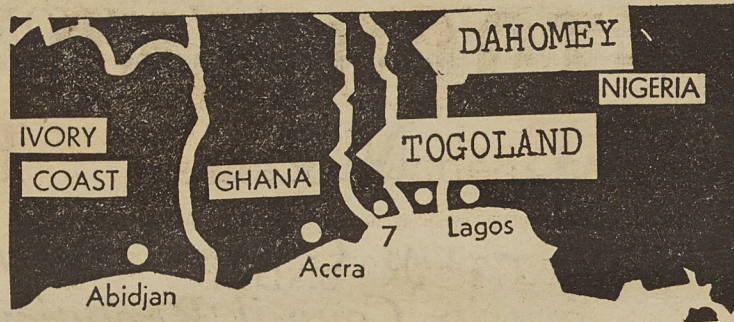 DAHOMEY
NIGERIA
IVORY
COAST
GHANA
TOGOLAND
7
Lagos
Accra
Abidjan